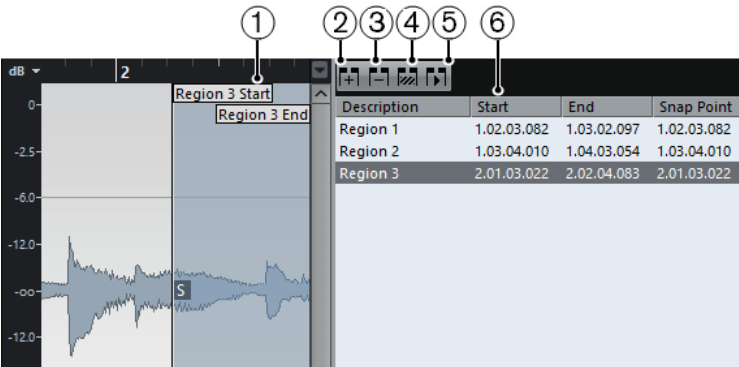 1 2 3 4 5 6
dB 2
Region 3 Start
Region 3 End
0
-2.5
-6.0
-12.0
-oo
-12.0
S
Description Start End Snap Point
Region 1 1.02.03.082 1.03.02.097 1.02.03.082
Region 2 1.03.04.010 1.04.03.054 1.03.04.010
Region 3 2.01.03.022 2.02.04.083 2.01.03.022